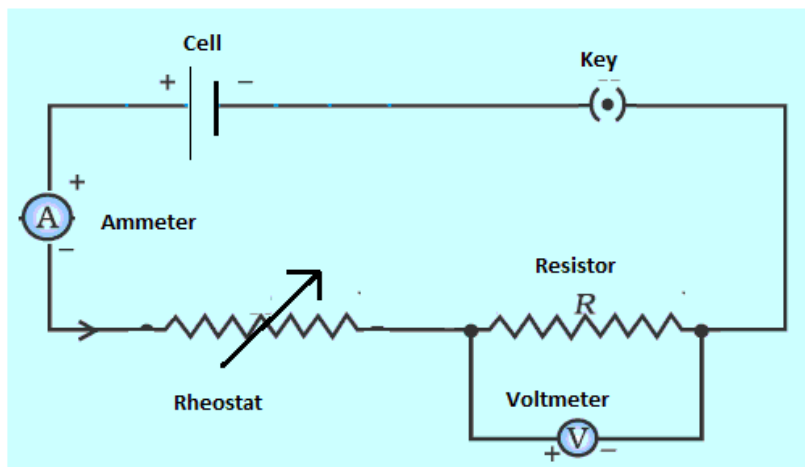 Cell
Key
+ −
+
A
Ammeter
−
Resistor
R
Rheostat
Voltmeter
+ V −